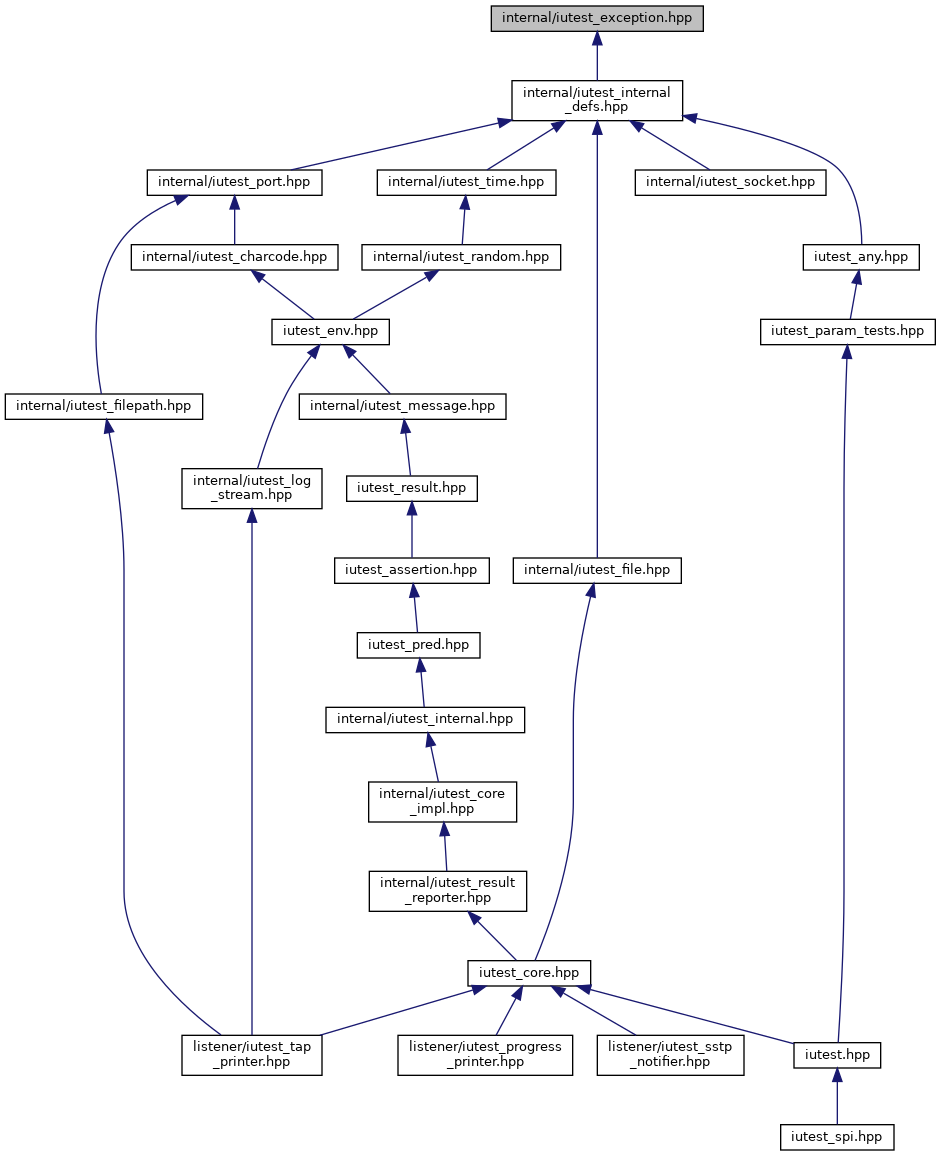 internal/iutest_exception.hpp
internal/iutest_internal
_defs.hpp
internal/iutest_port.hpp
internal/iutest_time.hpp
internal/iutest_socket.hpp
internal/iutest_charcode.hpp
internal/iutest_random.hpp
iutest_any.hpp
iutest_env.hpp
iutest_param_tests.hpp
internal/iutest_filepath.hpp
internal/iutest_message.hpp
internal/iutest_log
_stream.hpp
iutest_result.hpp
iutest_assertion.hpp
internal/iutest_file.hpp
iutest_pred.hpp
internal/iutest_internal.hpp
internal/iutest_core
_impl.hpp
internal/iutest_result
_reporter.hpp
iutest_core.hpp
listener/iutest_tap
_printer.hpp
listener/iutest_progress
_printer.hpp
listener/iutest_sstp
_notifier.hpp
iutest.hpp
iutest_spi.hpp